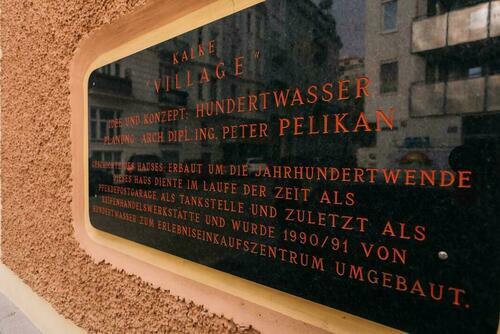 KALKE
VILLAGE"
IDEE UND KONZEPT: HUNDERTWASSER
PLANUNG: ARCH. DIPL. ING. PETER PELIKAN
GESCHICHTE DES HAUSES: ERBAUT UM DIE JAHRHUNDERTWENDE
DIESES HAUS DIENTE IM LAUFE DER ZEIT ALS
PFERDEPOSTGARAGE, ALS TANKSTELLE UND ZULETZT ALS
REIFENHANDELSWERKSTÄTTE UND WURDE 1990/91 VON
HUNDERTWASSER ZUM ERLEBNISEINKAUFSZENTRUM UMGEBAUT.